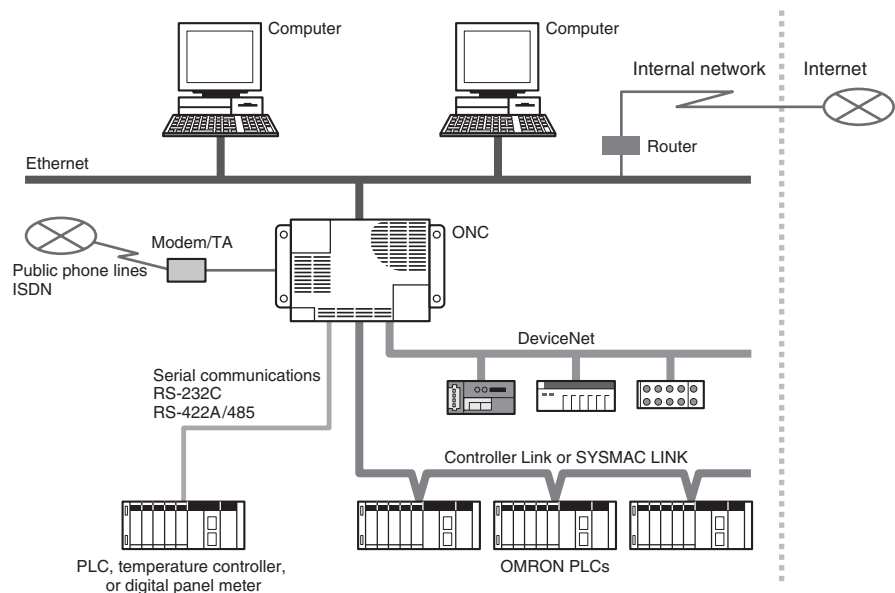 Computer
Computer
Internal network
Internet
Router
Ethernet
ONC
Modem/TA
Public phone lines
ISDN
DeviceNet
Serial communications
RS-232C
RS-422A/485
Controller Link or SYSMAC LINK
PLC, temperature controller,
or digital panel meter
OMRON PLCs